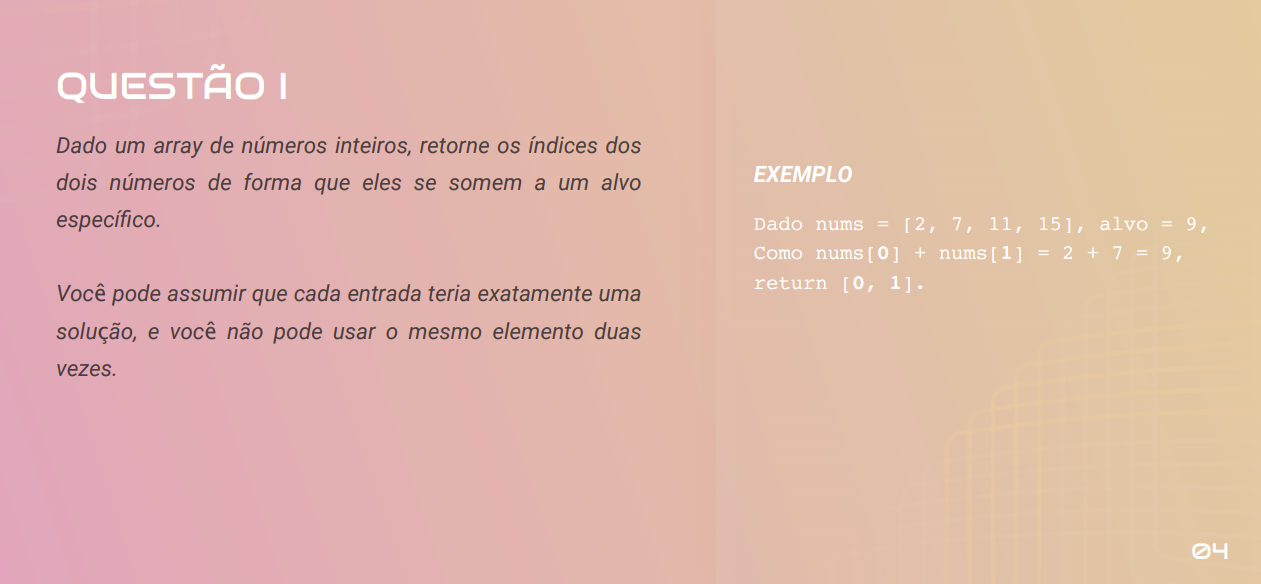 QUESTÃO I
Dado um array de números inteiros, retorne os índices dos
dois números de forma que eles se somem a um alvo
específico.
Você pode assumir que cada entrada teria exatamente uma
solução, e você não pode usar o mesmo elemento duas
vezes.
EXEMPLO
Dado nums = [2, 7, 11, 15], alvo = 9,
Como nums[0] + nums[1] = 2 + 7 = 9,
return [0, 1].
04